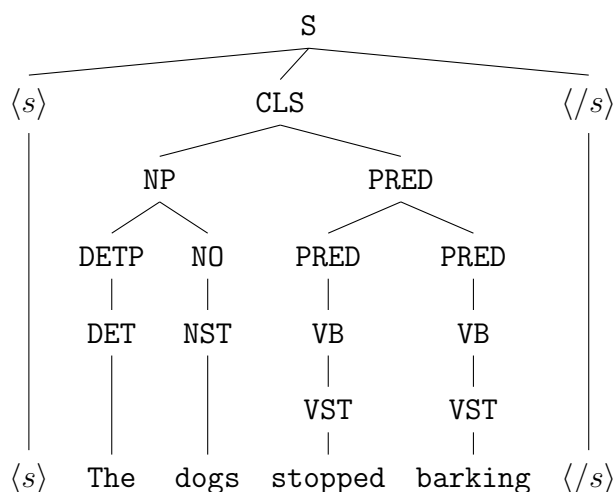 S
⟨s⟩ CLS ⟨/s⟩
NP PRED
DETP NO PRED PRED
DET NST VB VB
VST VST
⟨s⟩ The dogs stopped barking ⟨/s⟩